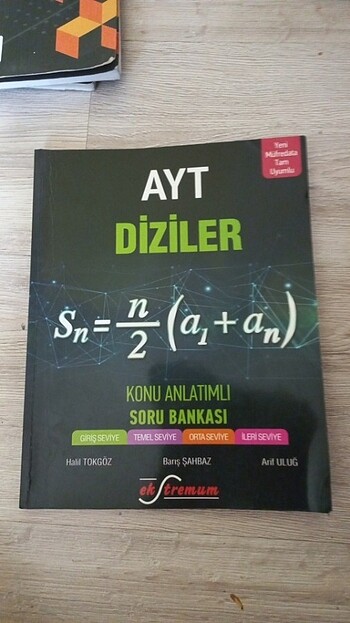 Yeni
Müfredata
Tam
Uyumlu
AYT
DİZİLER
Sn = n/2 (a1 + an)
KONU ANLATIMLI
SORU BANKASI
GİRİŞ SEVİYE TEMEL SEVİYE ORTA SEVİYE İLERİ SEVİYE
Halil TOKGÖZ Barış ŞAHBAZ Arif ULUĞ
ekstremum